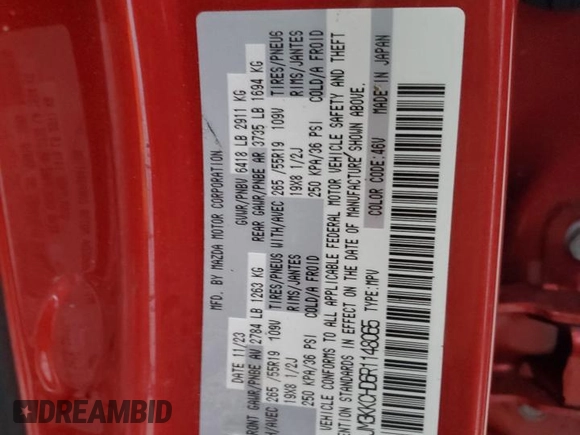 MFD. BY MAZDA MOTOR CORPORATION
DATE 11/23 GVWR/PNBV 6418 LB 2911 KG
FRONT GAWR/PNBE AV 2784 LB 1263 KG REAR GAWR/PNBE AR 3735 LB 1694 KG
WITH/AVEC 265 /55R19 109V TIRES/PNEUS WITH/AVEC 265 /55R19 109V TIRES/PNEUS
19X8 1/2J RIMS/JANTES 19X8 1/2J RIMS/JANTES
250 KPA/36 PSI COLD/A FROID 250 KPA/36 PSI COLD/A FROID
VEHICLE CONFORMS TO ALL APPLICABLE FEDERAL MOTOR VEHICLE SAFETY AND THEFT
PREVENTION STANDARDS IN EFFECT ON THE DATE OF MANUFACTURE SHOWN ABOVE.
TYPE: MPV COLOR CODE: 46V MADE IN JAPAN
DREAMBID